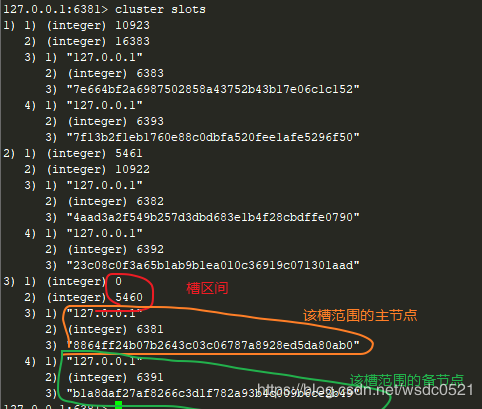 127.0.0.1:6381> cluster slots
1) 1) (integer) 10923
2) (integer) 16383
3) 1) "127.0.0.1"
2) (integer) 6383
3) "7e664bf2a6987502858a43752b43b17e06c1c152"
4) 1) "127.0.0.1"
2) (integer) 6393
3) "7f13b2f1eb1760e88c0dbfa520fee1afe5296f50"
2) 1) (integer) 5461
2) (integer) 10922
3) 1) "127.0.0.1"
2) (integer) 6382
3) "4aad3a2f549b257d3dbd683e1b4f28cbdffe0790"
4) 1) "127.0.0.1"
2) (integer) 6392
3) "23c08c0f3a65b1ab9b1ea010c36919c071301aad"
3) 1) (integer) 0
2) (integer) 5460
槽区间
3) 1) "127.0.0.1"
该槽范围的主节点
2) (integer) 6381
3) "8864ff24b07b2643c03c06787a8928ed5da80ab0"
4) 1) "127.0.0.1"
该槽范围的备节点
2) (integer) 6391
https://blog.csdn.net/wsdc0521
127.0.0.1:6381>